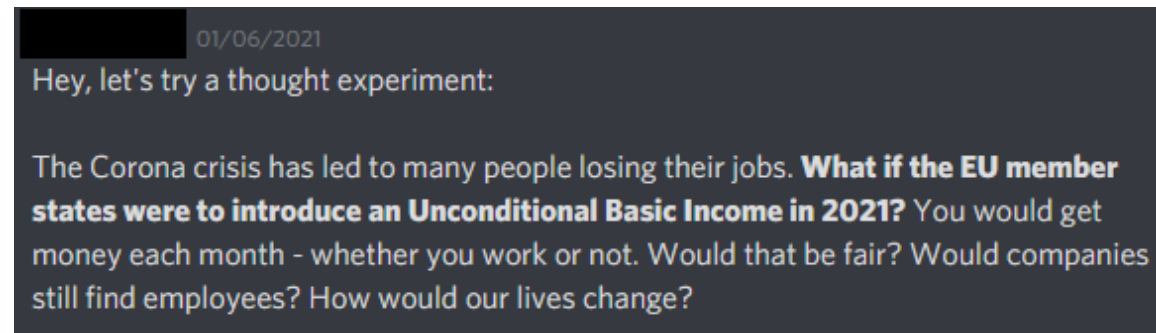 01/06/2021
Hey, let's try a thought experiment:
The Corona crisis has led to many people losing their jobs. What if the EU member
states were to introduce an Unconditional Basic Income in 2021? You would get
money each month - whether you work or not. Would that be fair? Would companies
still find employees? How would our lives change?